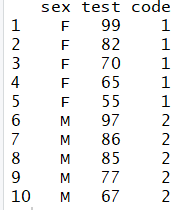 sex test code
1 F 99 1
2 F 82 1
3 F 70 1
4 F 65 1
5 F 55 1
6 M 97 2
7 M 86 2
8 M 85 2
9 M 77 2
10 M 67 2